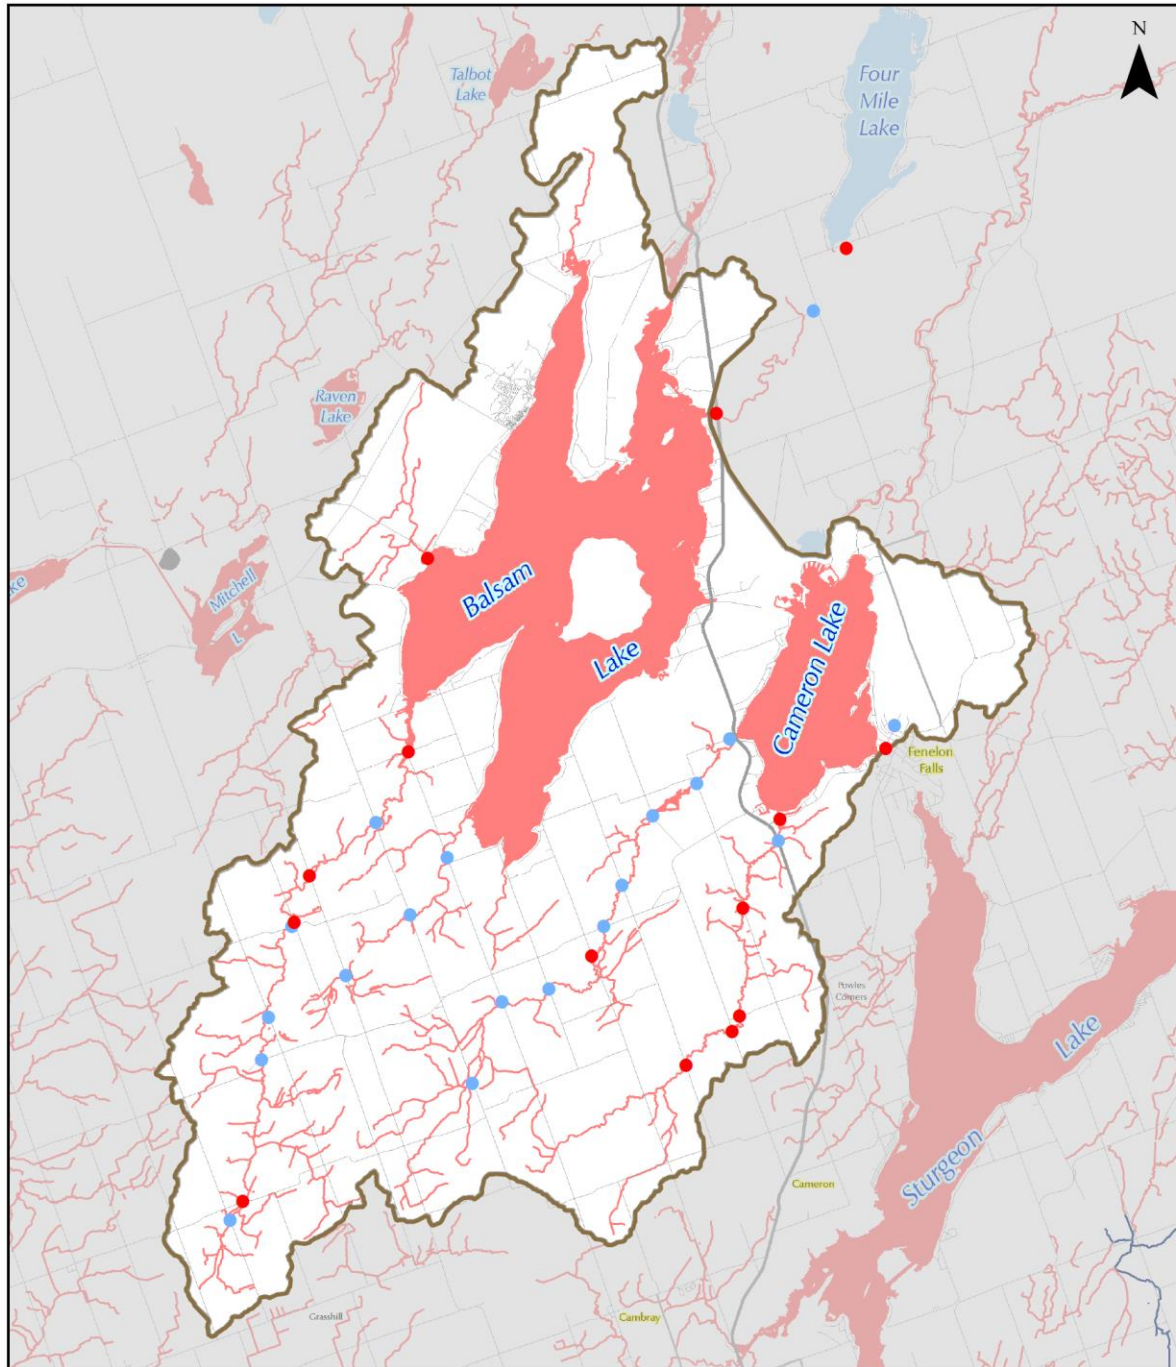 N
Talbot
Lake
Four
Mile
Lake
Raven
Lake
Mitchell
L
ke
Balsam
Lake
Cameron Lake
Fenelon
Falls
Powles
Corners
Lake
Sturgeon
Cameron
Grasshill
Cambray